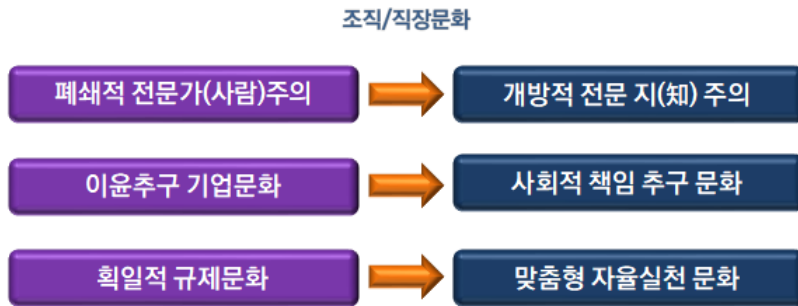 조직/직장문화
폐쇄적 전문가(사람)주의
개방적 전문 지(知) 주의
이윤추구 기업문화
사회적 책임 추구 문화
획일적 규제문화
맞춤형 자율실천 문화